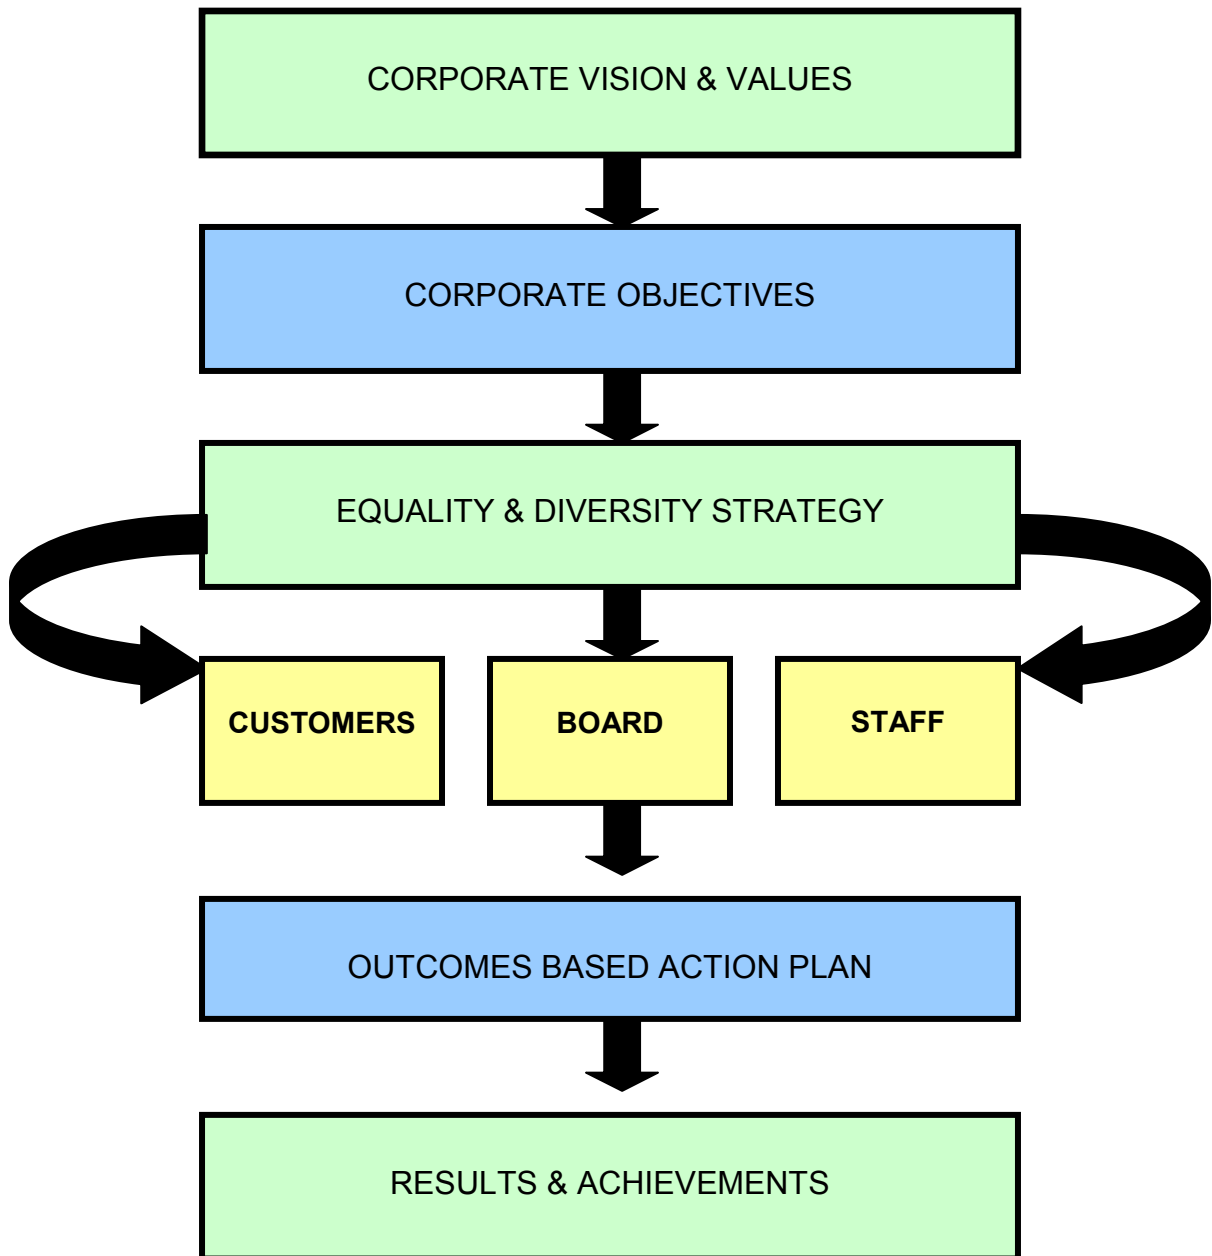 CORPORATE VISION & VALUES
CORPORATE OBJECTIVES
EQUALITY & DIVERSITY STRATEGY
CUSTOMERS
BOARD
STAFF
OUTCOMES BASED ACTION PLAN
RESULTS & ACHIEVEMENTS